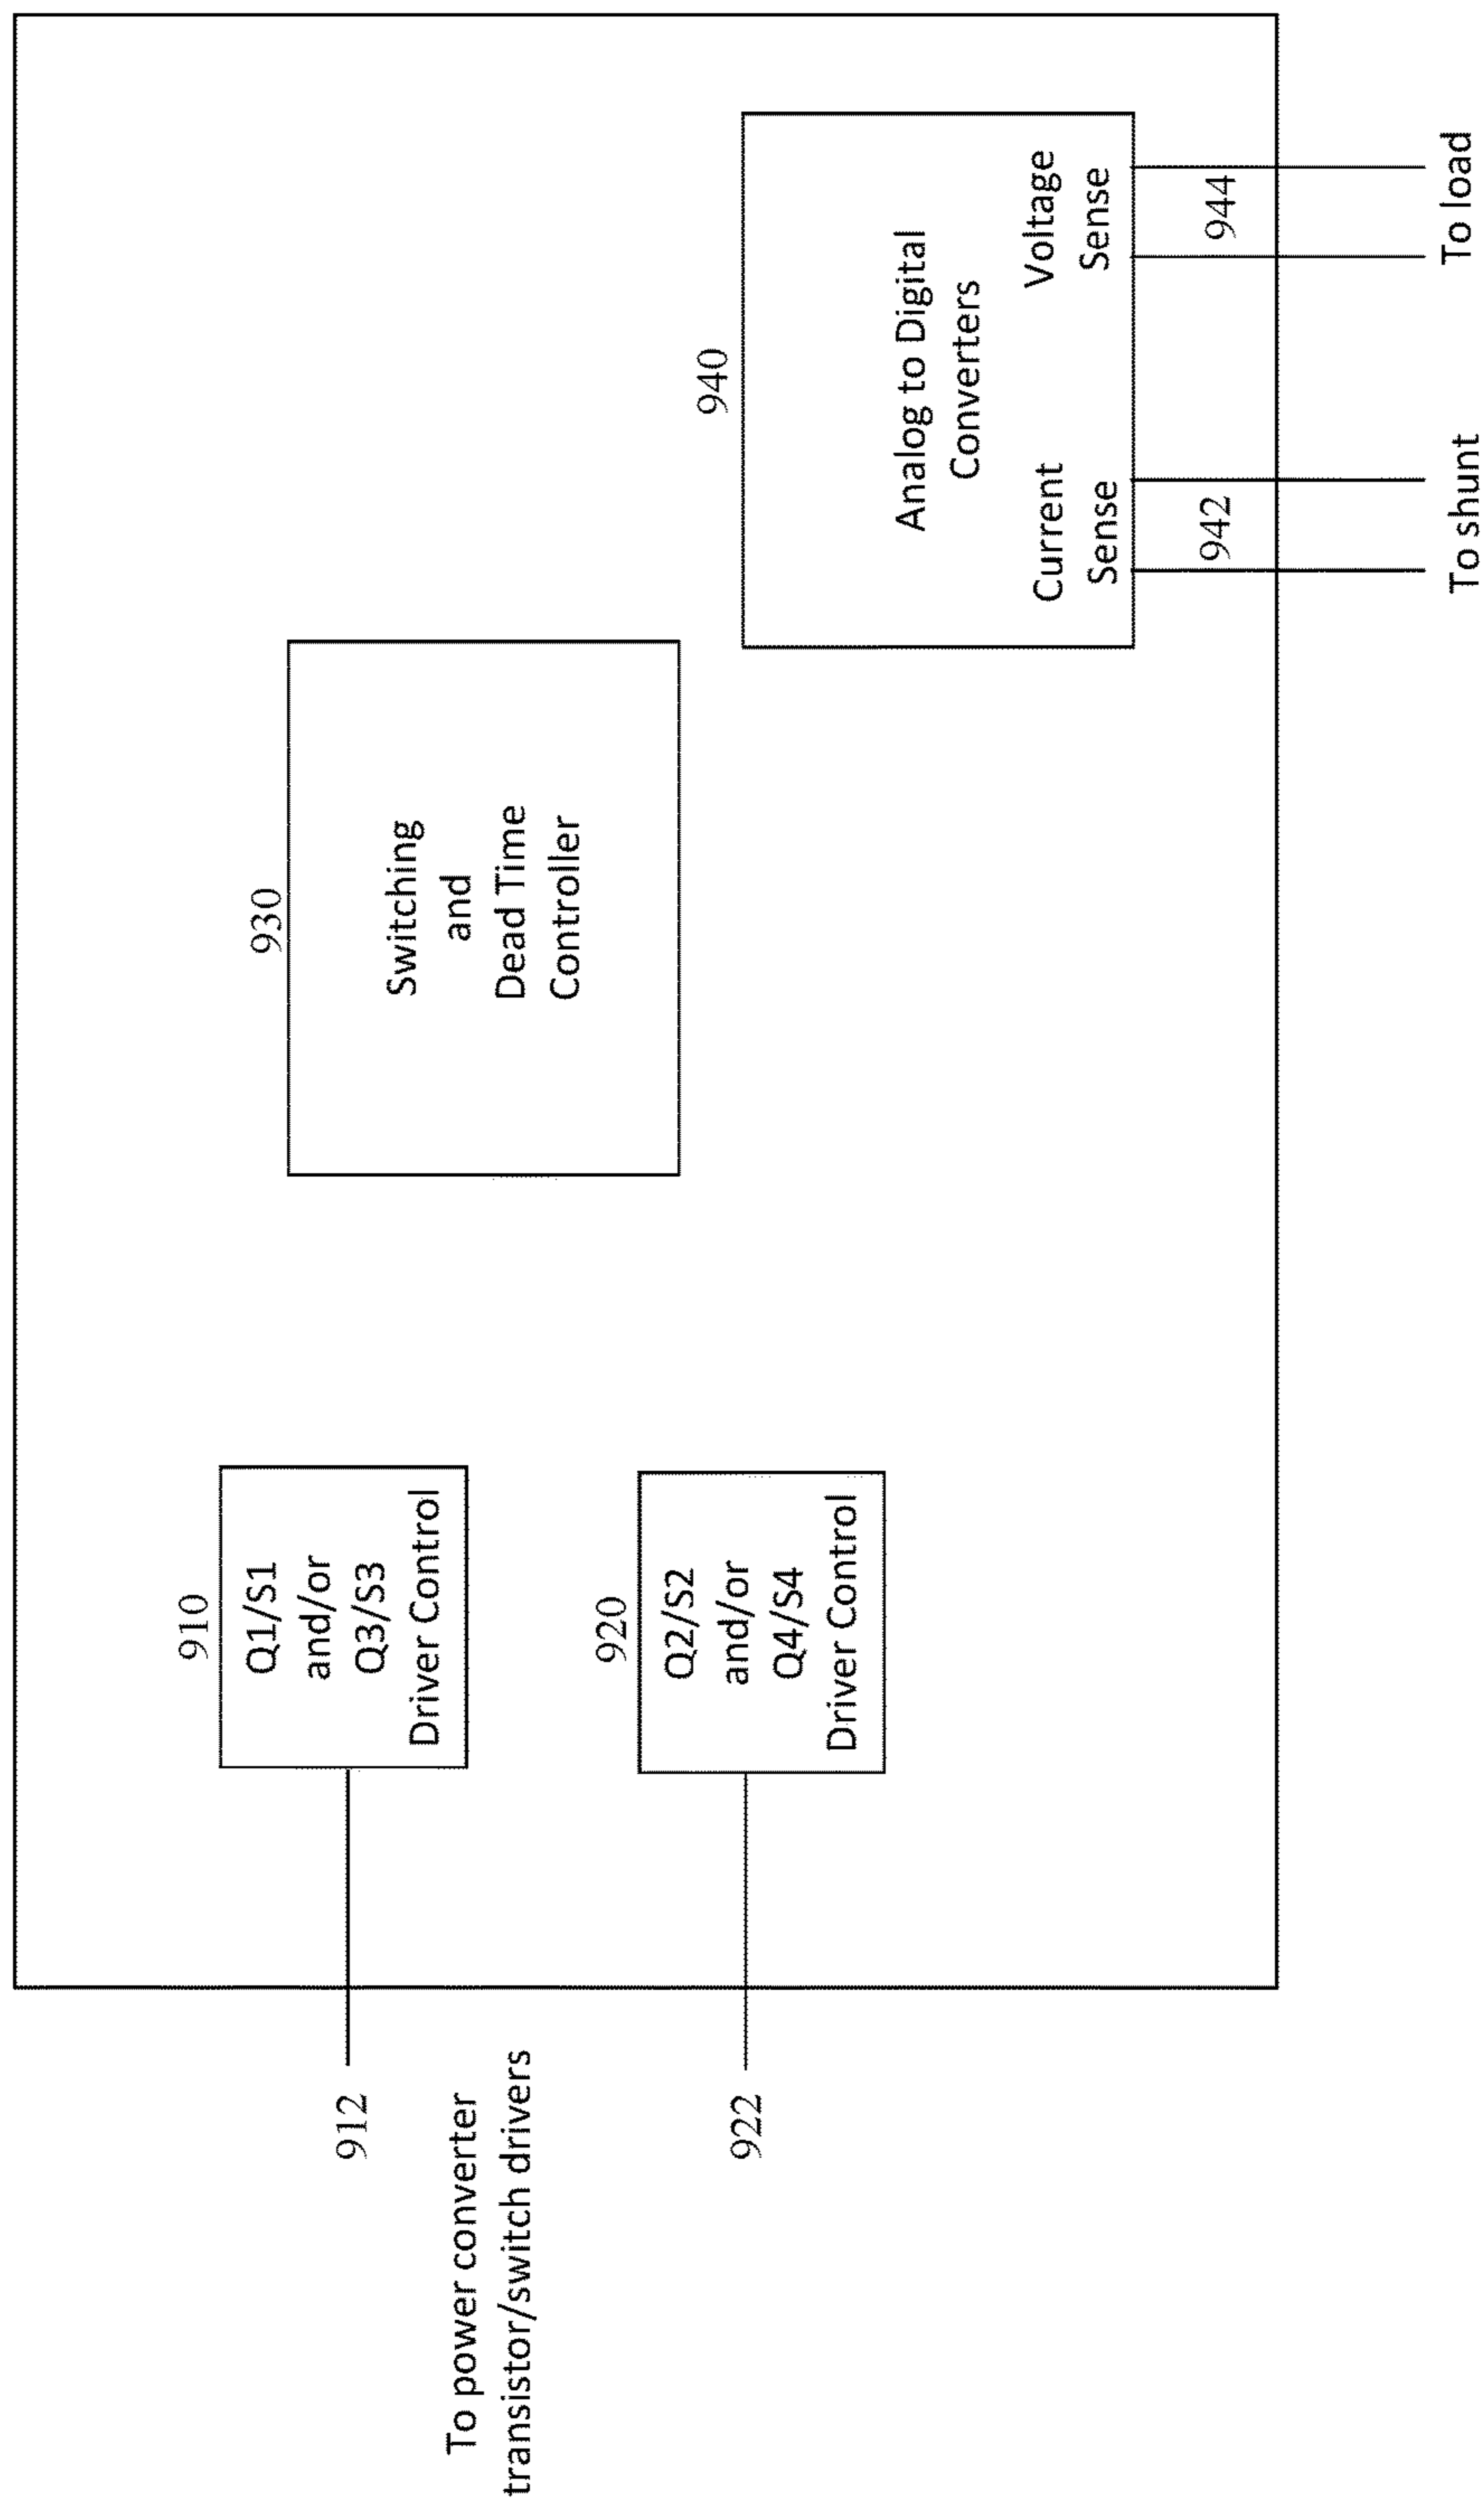 910
Q1/S1
and/or
Q3/S3
Driver Control
912
To power converter
transistor/switch drivers
920
Q2/S2
and/or
Q4/S4
Driver Control
922
930
Switching
and
Dead Time
Controller
940
Analog to Digital
Converters
Current
Sense
Voltage
Sense
942
944
To shunt
To load